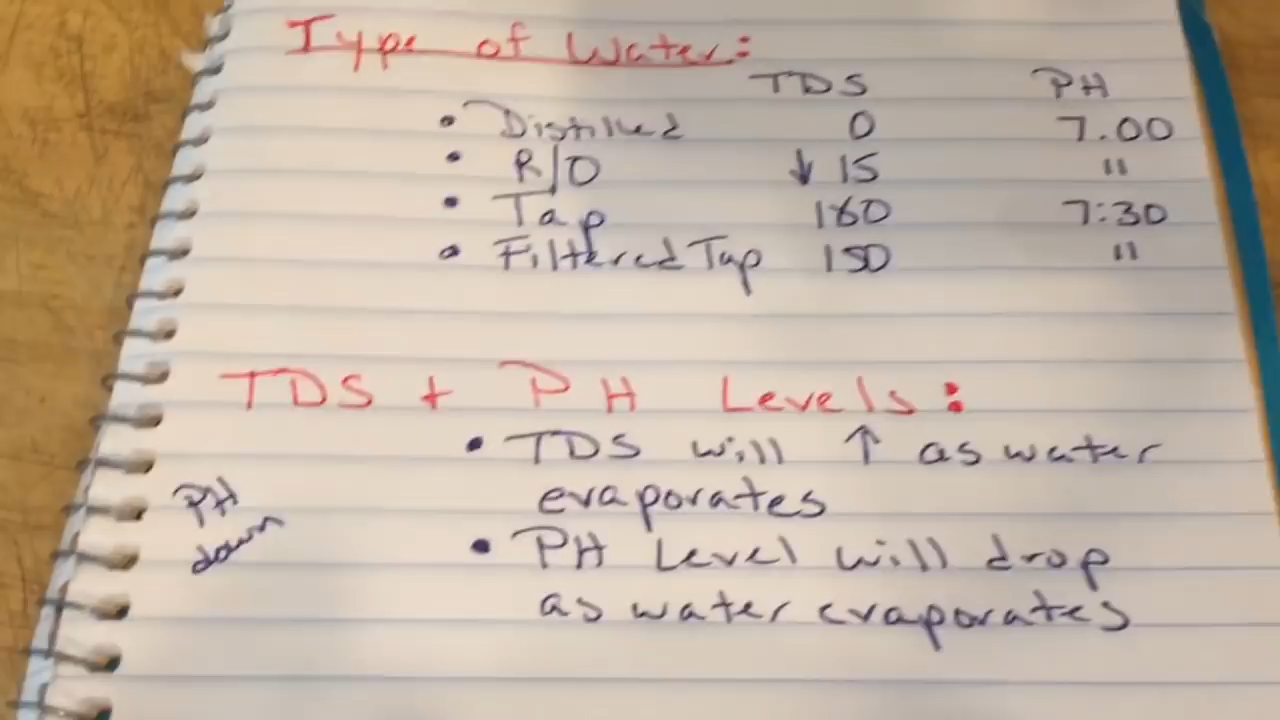 Type of Water:
TDS PH
• Distilled 0 7.00
• R/O ↓ 15 "
• Tap 160 7:30
• Filtered Tap 150 "
TDS + PH Levels:
• TDS will ↑ as water
evaporates
PH
down
• PH Level will drop
as water evaporates